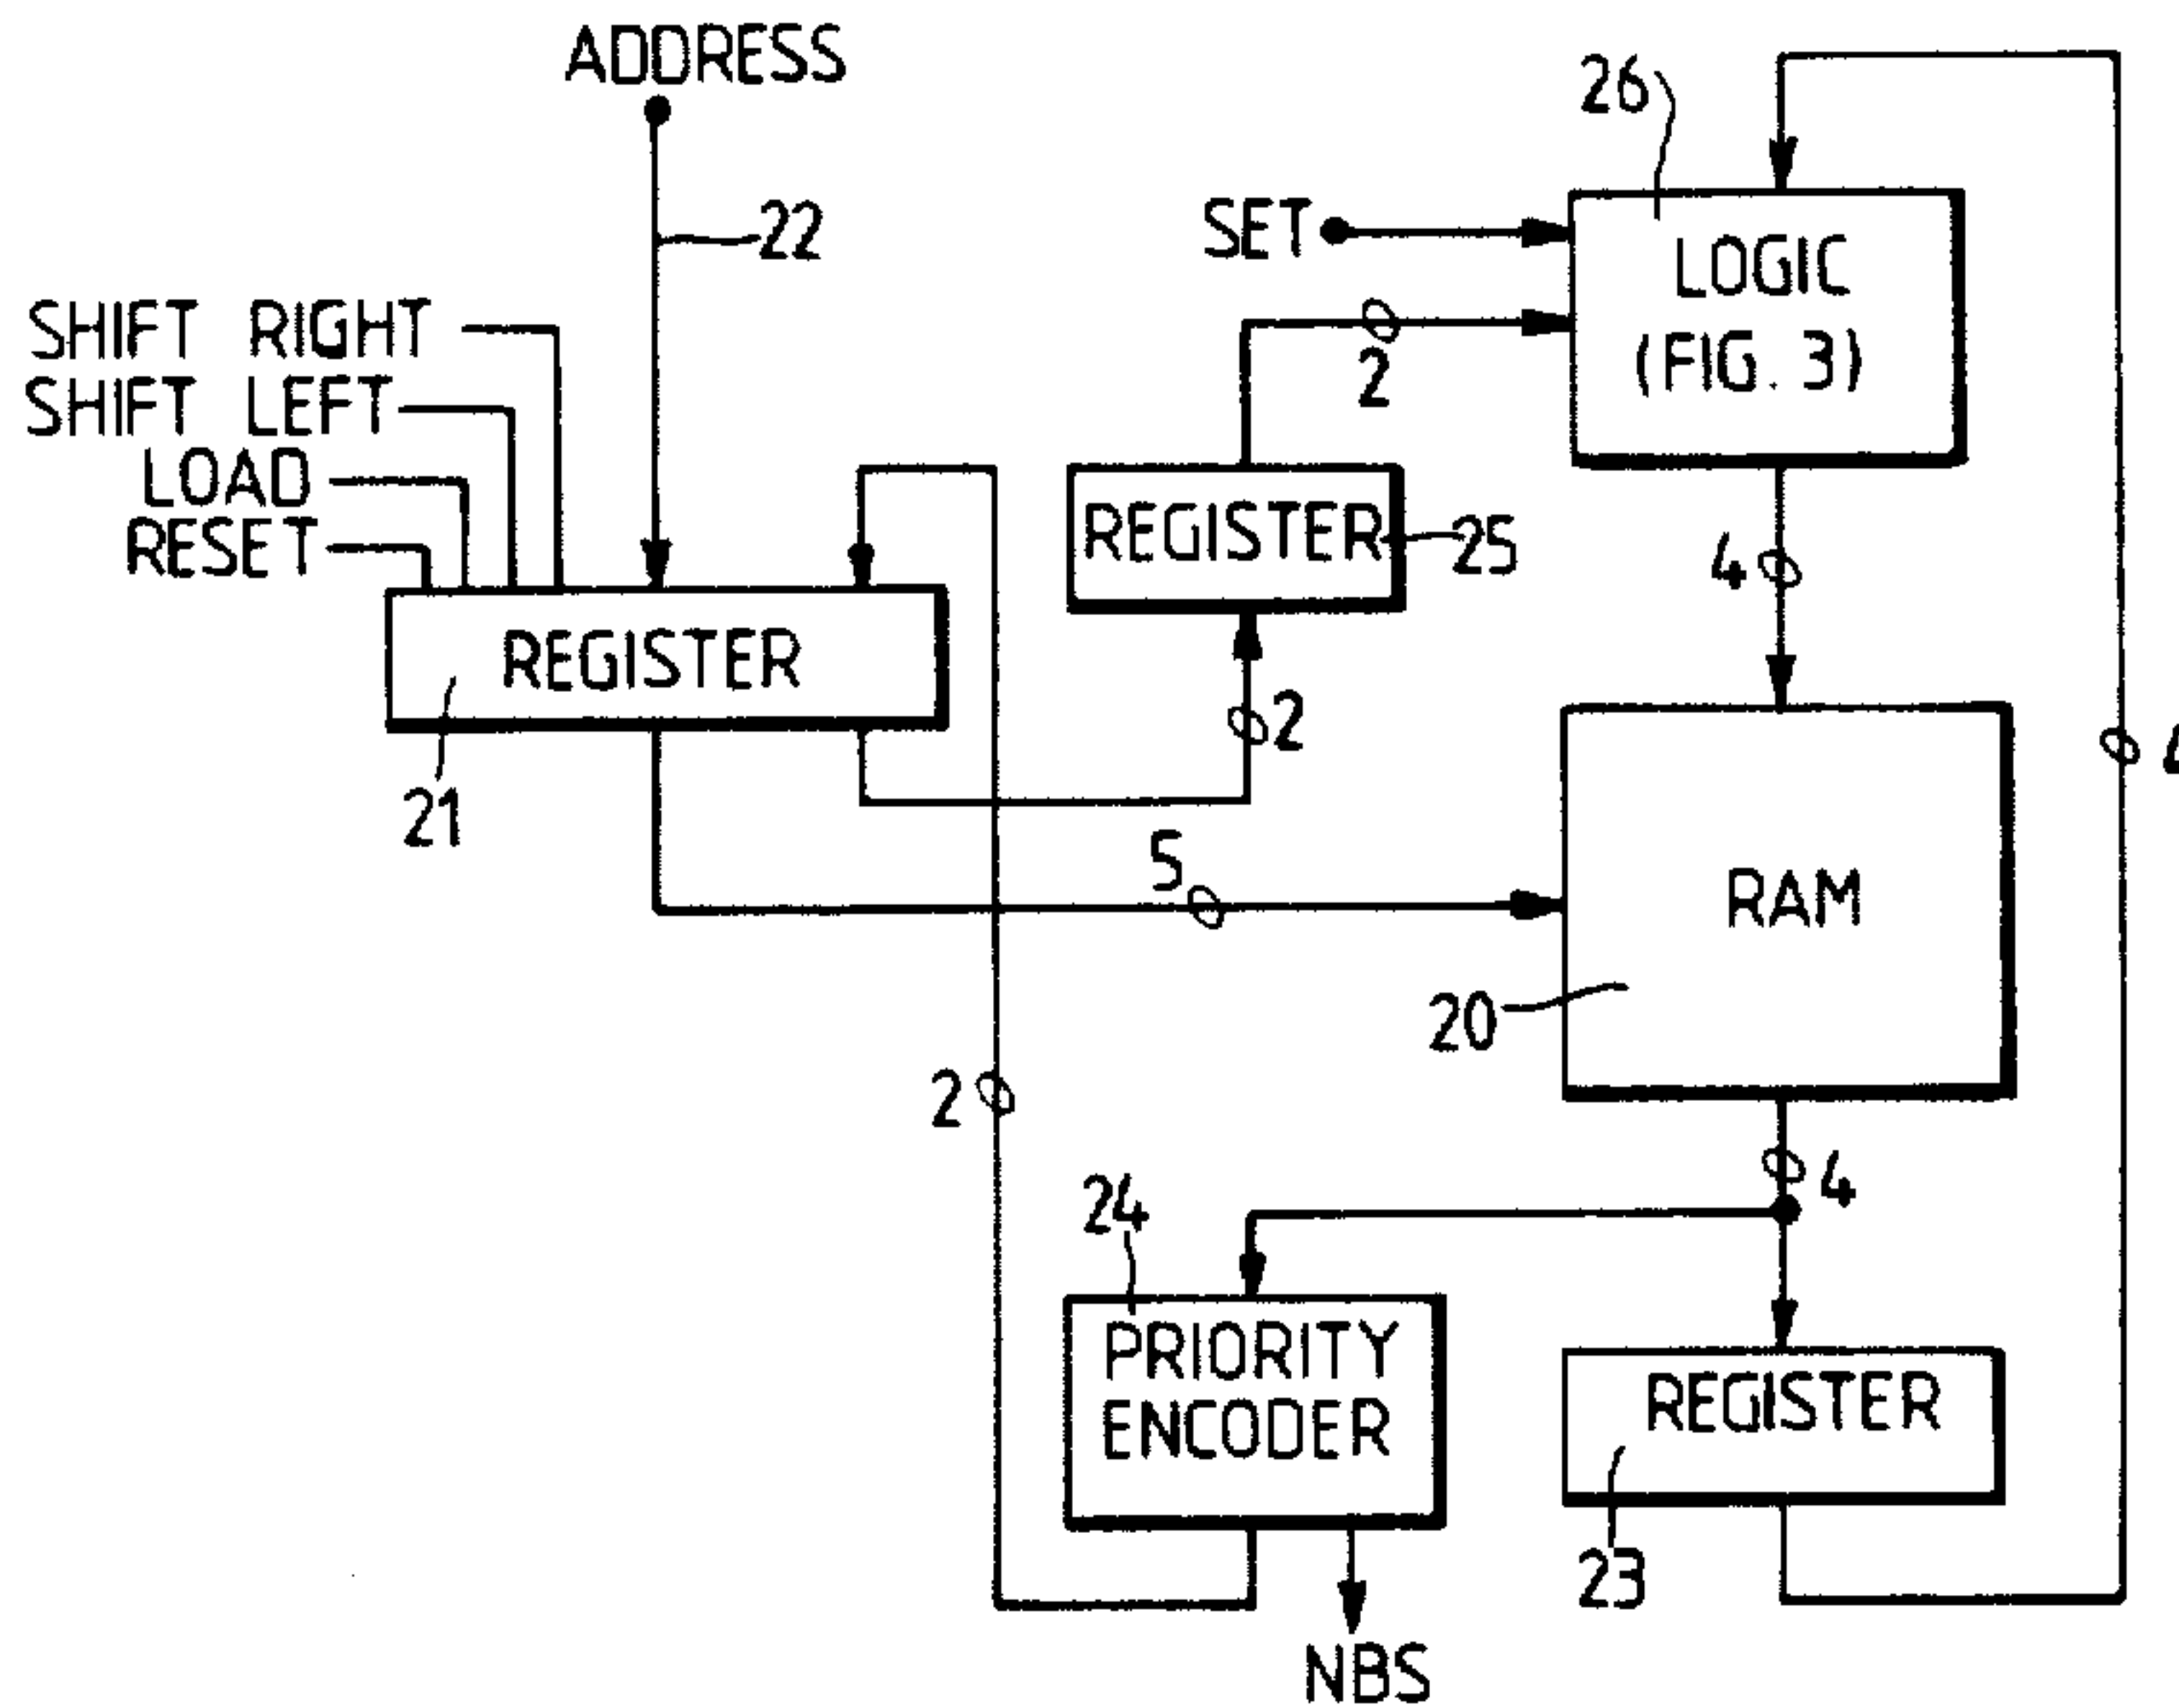 ADDRESS
26
22
SET
LOGIC
(FIG. 3)
SHIFT RIGHT
SHIFT LEFT
LOAD
RESET
2
REGISTER
25
4
REGISTER
2
21
5
RAM
20
2
4
24
PRIORITY
ENCODER
REGISTER
23
NBS